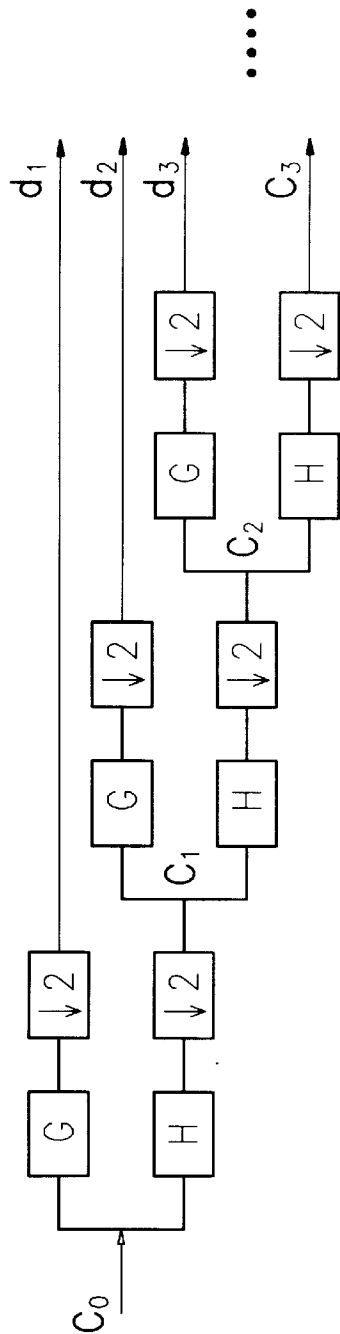 C₀
G
↓ 2
d₁
H
↓ 2
C₁
G
↓ 2
d₂
H
↓ 2
C₂
G
↓ 2
d₃
H
↓ 2
C₃
••••